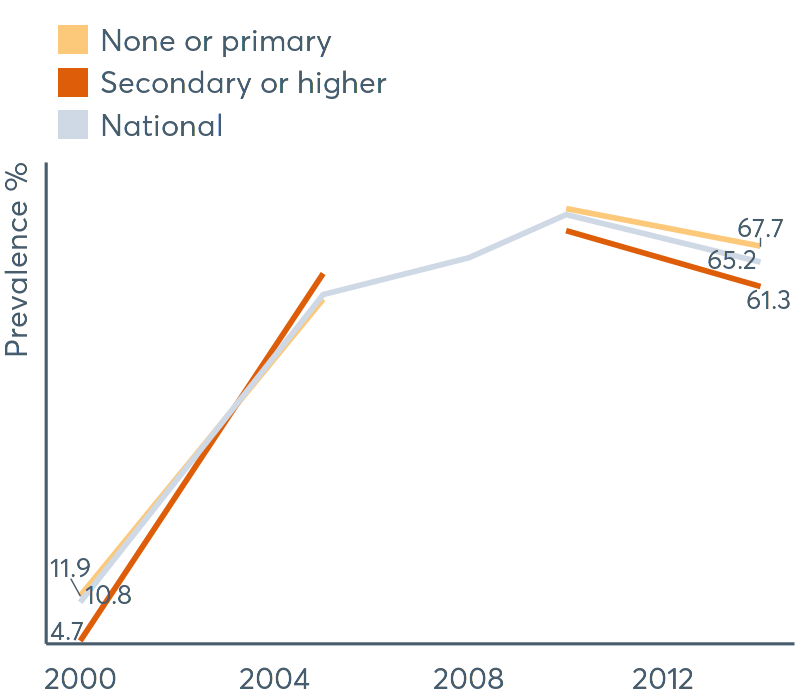 None or primary
Secondary or higher
National
Prevalence %
67.7
65.2
61.3
11.9
10.8
4.7
2000 2004 2008 2012